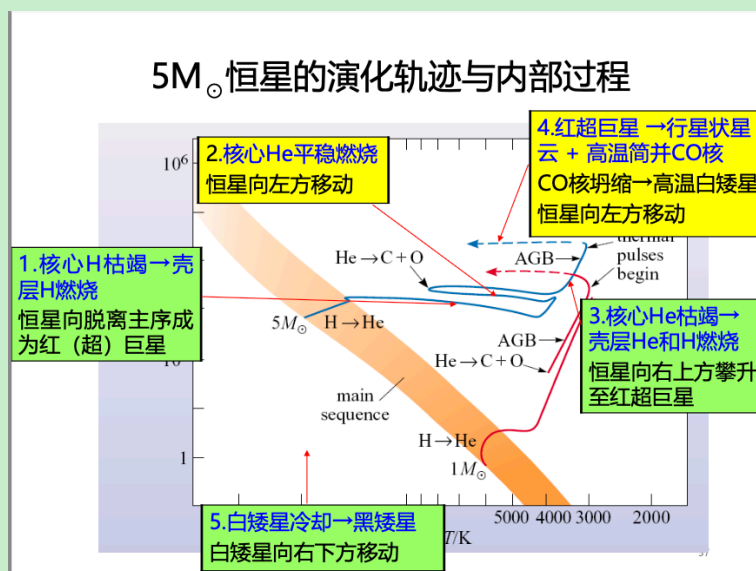 5M☉恒星的演化轨迹与内部过程
10⁶
2.核心He平稳燃烧
恒星向左方移动
4.红超巨星 →行星状星
云 + 高温简并CO核
CO核坍缩→高温白矮星
恒星向左方移动
thermal
pulses
begin
He→C+O
AGB
1.核心H枯竭→壳
层H燃烧
恒星向脱离主序成
为红（超）巨星
5M☉
H→He
3.核心He枯竭→
壳层He和H燃烧
恒星向右上方攀升
至红超巨星
AGB
He→C+O
main
sequence
H→He
1
1M☉
5.白矮星冷却→黑矮星
白矮星向右下方移动
5000 4000 3000 2000
T/K